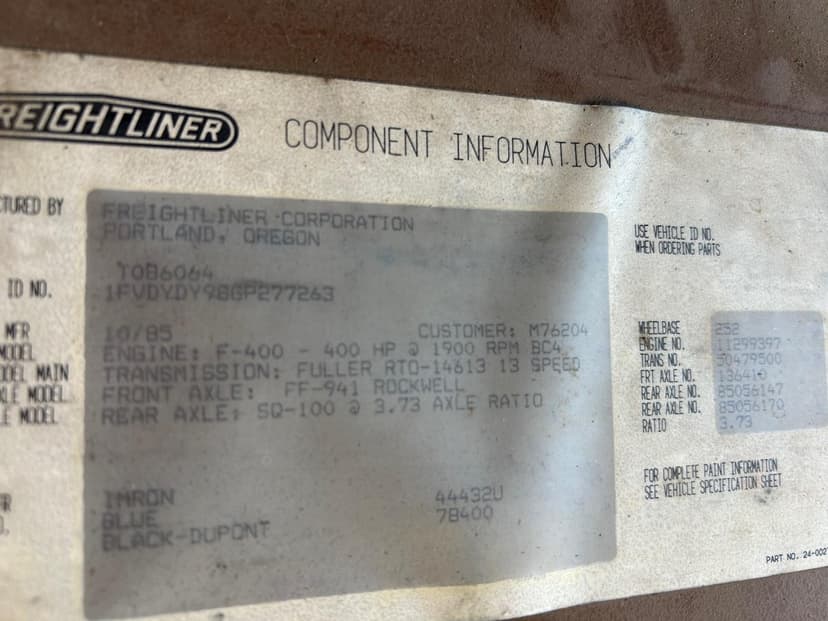 REIGHTLINER
COMPONENT INFORMATION
TURED BY
FREIGHTLINER CORPORATION
PORTLAND, OREGON
TOB6064
ID NO.
1FVDYDY98GP277263
MFR
10/85
CUSTOMER: M76204
MODEL
ENGINE: F-400 - 400 HP @ 1900 RPM BC4
DEL MAIN
TRANSMISSION: FULLER RTO-14613 13 SPEED
LE MODEL
FRONT AXLE: FF-941 ROCKWELL
E MODEL
REAR AXLE: SQ-100 @ 3.73 AXLE RATIO
IMRON 44432U
BLUE 78400
BLACK-DUPONT
USE VEHICLE ID NO.
WHEN ORDERING PARTS
WHEELBASE 252
ENGINE NO. 11299397
TRANS NO. 50479500
FRT AXLE NO. 136410
REAR AXLE NO. 85056147
REAR AXLE NO. 85056170
RATIO 3.73
FOR COMPLETE PAINT INFORMATION
SEE VEHICLE SPECIFICATION SHEET
PART NO. 24-002